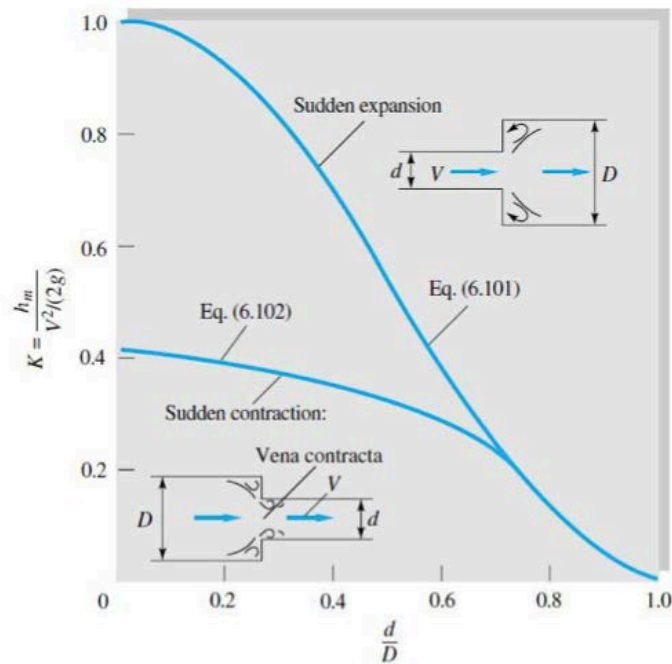 1.0
Sudden expansion
0.8
d V D
0.6
K = h_m / V²/(2g)
Eq. (6.101)
Eq. (6.102)
0.4
Sudden contraction:
Vena contracta
0.2
V
D d
0 0.2 0.4 0.6 0.8 1.0
d
D